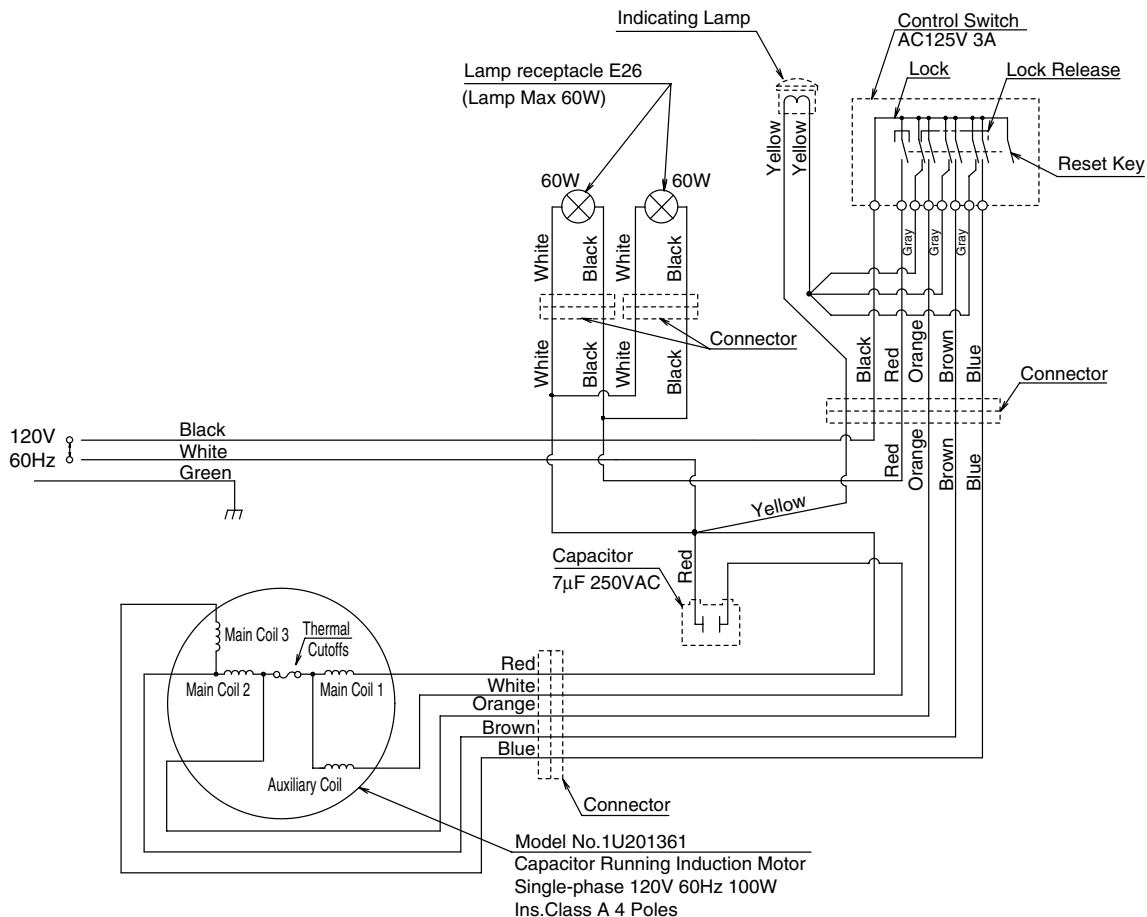 Indicating Lamp
Control Switch
AC125V 3A
Lock
Lock Release
Lamp receptacle E26
(Lamp Max 60W)
Yellow
Yellow
Reset Key
60W
60W
White
Black
White
Black
Gray
Gray
Gray
Connector
White
Black
White
Black
Black
Red
Orange
Brown
Blue
Connector
120V
60Hz
Black
White
Green
Red
Orange
Brown
Blue
Yellow
Capacitor
7μF 250VAC
Red
Main Coil 3
Thermal
Cutoffs
Main Coil 2
Main Coil 1
Auxiliary Coil
Red
White
Orange
Brown
Blue
Connector
Model No.1U201361
Capacitor Running Induction Motor
Single-phase 120V 60Hz 100W
Ins.Class A 4 Poles